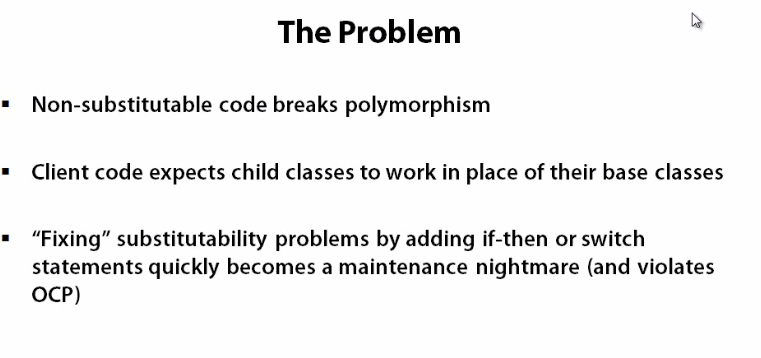 The Problem
▪ Non-substitutable code breaks polymorphism
▪ Client code expects child classes to work in place of their base classes
▪ “Fixing” substitutability problems by adding if-then or switch
statements quickly becomes a maintenance nightmare (and violates
OCP)